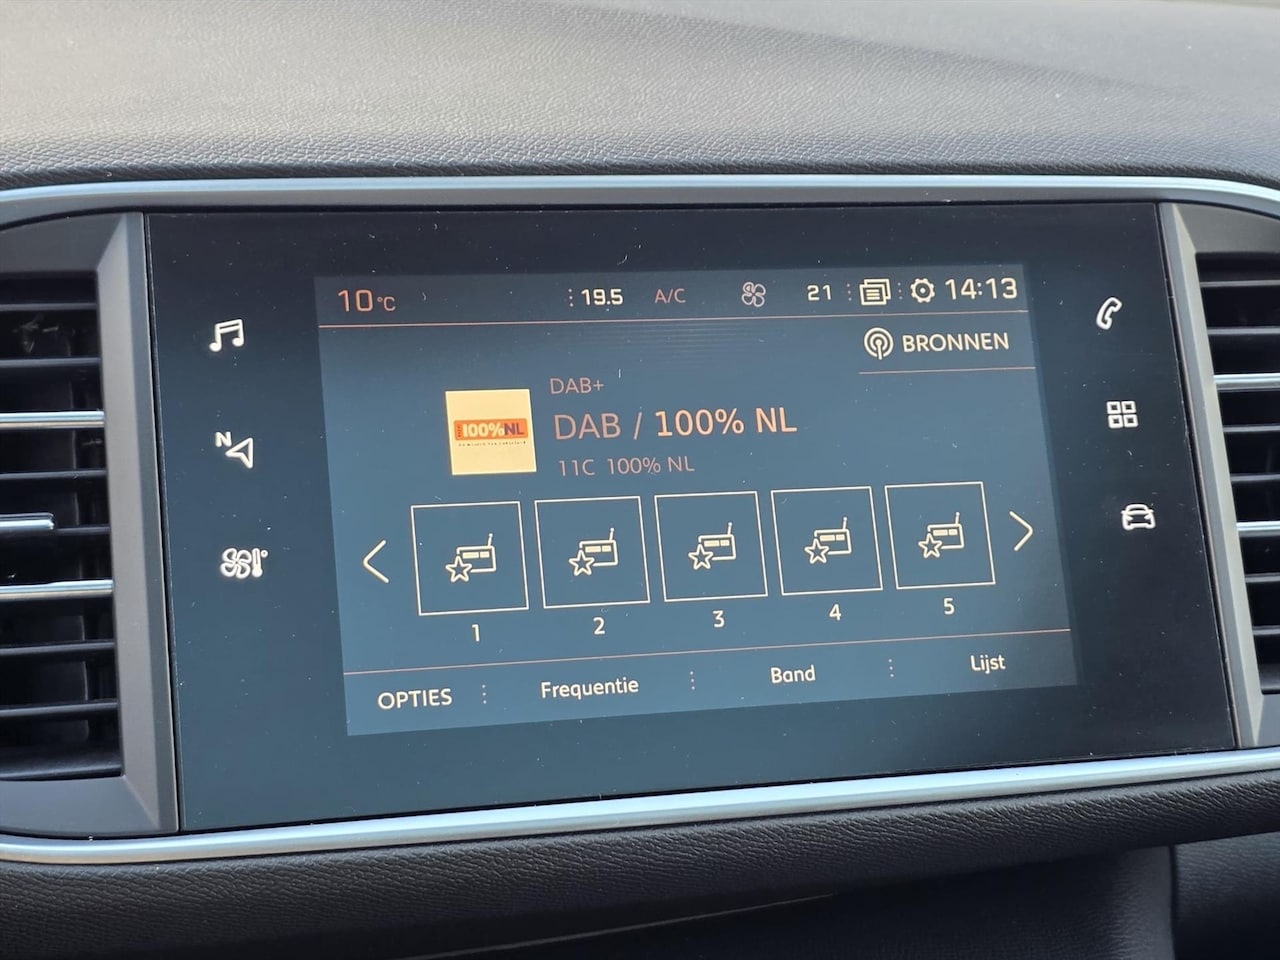 10°C 19.5 A/C 21 14:13
BRONNEN
DAB+
100%NL
DAB / 100% NL
11C 100% NL
1 2 3 4 5
OPTIES Frequentie Band Lijst
N